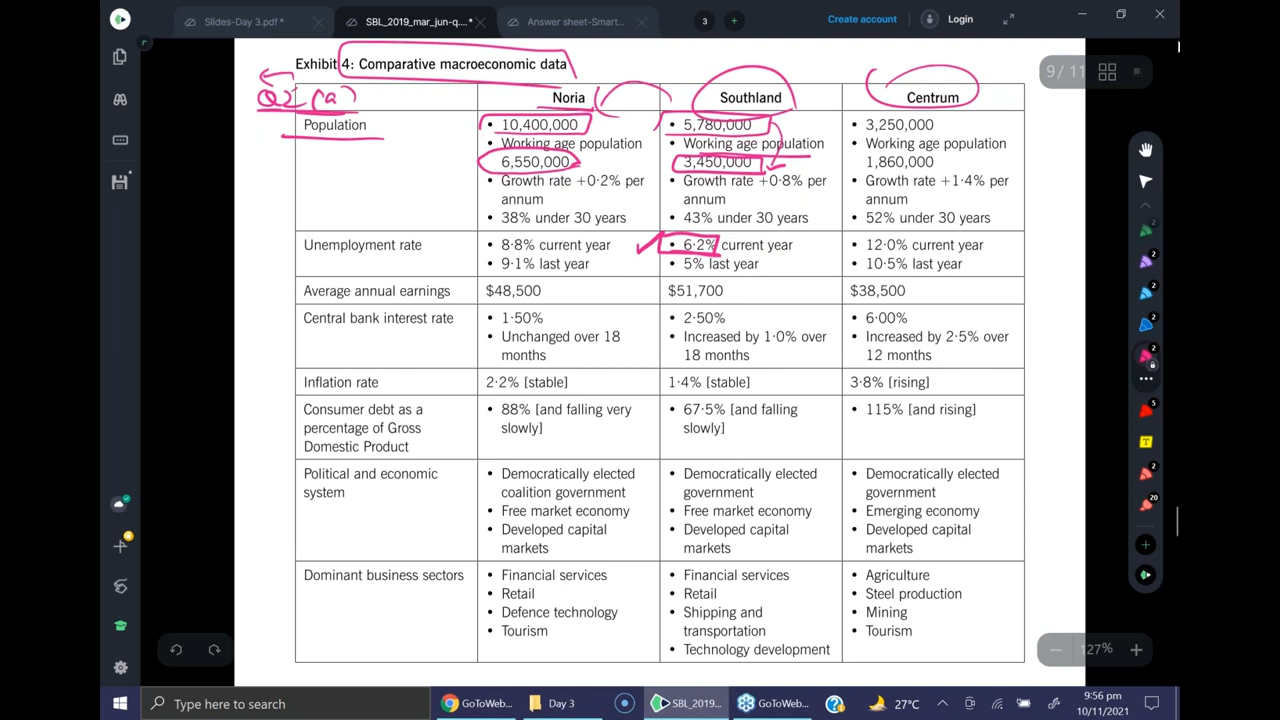 Slides-Day 3.pdf *
SBL_2019_mar_jun-q....*
Answer sheet-Smart...
3
Create account
Login
Exhibit 4: Comparative macroeconomic data
9/11
Q2 (a)
Noria
Southland
Centrum
Population
• 10,400,000
• Working age population
6,550,000
• Growth rate +0·2% per
annum
• 38% under 30 years
• 5,780,000
• Working age population
3,450,000
• Growth rate +0·8% per
annum
• 43% under 30 years
• 3,250,000
• Working age population
1,860,000
• Growth rate +1·4% per
annum
• 52% under 30 years
Unemployment rate
• 8·8% current year
• 9·1% last year
• 6·2% current year
• 5% last year
• 12·0% current year
• 10·5% last year
Average annual earnings
$48,500
$51,700
$38,500
Central bank interest rate
• 1·50%
• Unchanged over 18
months
• 2·50%
• Increased by 1·0% over
18 months
• 6·00%
• Increased by 2·5% over
12 months
Inflation rate
2·2% [stable]
1·4% [stable]
3·8% [rising]
Consumer debt as a
percentage of Gross
Domestic Product
• 88% [and falling very
slowly]
• 67·5% [and falling
slowly]
• 115% [and rising]
Political and economic
system
• Democratically elected
coalition government
• Free market economy
• Developed capital
markets
• Democratically elected
government
• Free market economy
• Developed capital
markets
• Democratically elected
government
• Emerging economy
• Developed capital
markets
Dominant business sectors
• Financial services
• Retail
• Defence technology
• Tourism
• Financial services
• Retail
• Shipping and
transportation
• Technology development
• Agriculture
• Steel production
• Mining
• Tourism
2
2
2
2
5
T
2
20
127%
Type here to search
GoToWeb...
Day 3
SBL_2019...
GoToWeb...
27°C
9:56 pm
10/11/2021